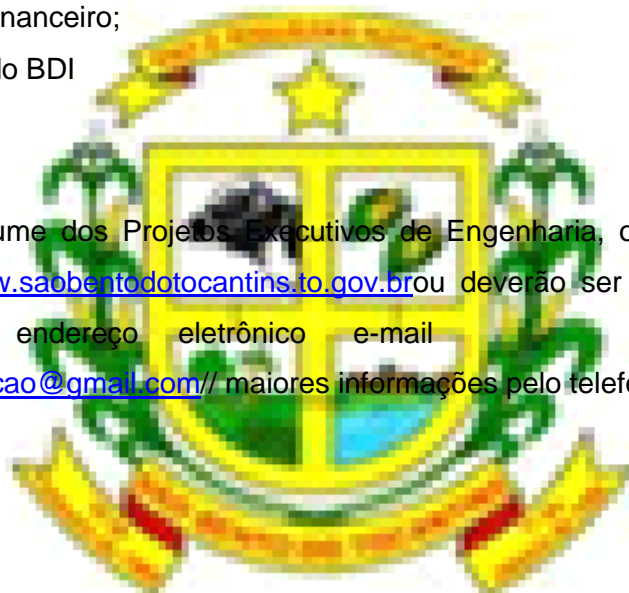 nanceiro;
do BDI
ume dos Projetos Executivos de Engenharia, o
w.saobentodotocantins.to.gov.brou deverão ser
endereço eletrônico e-mail
cao@gmail.com// maiores informações pelo telefo